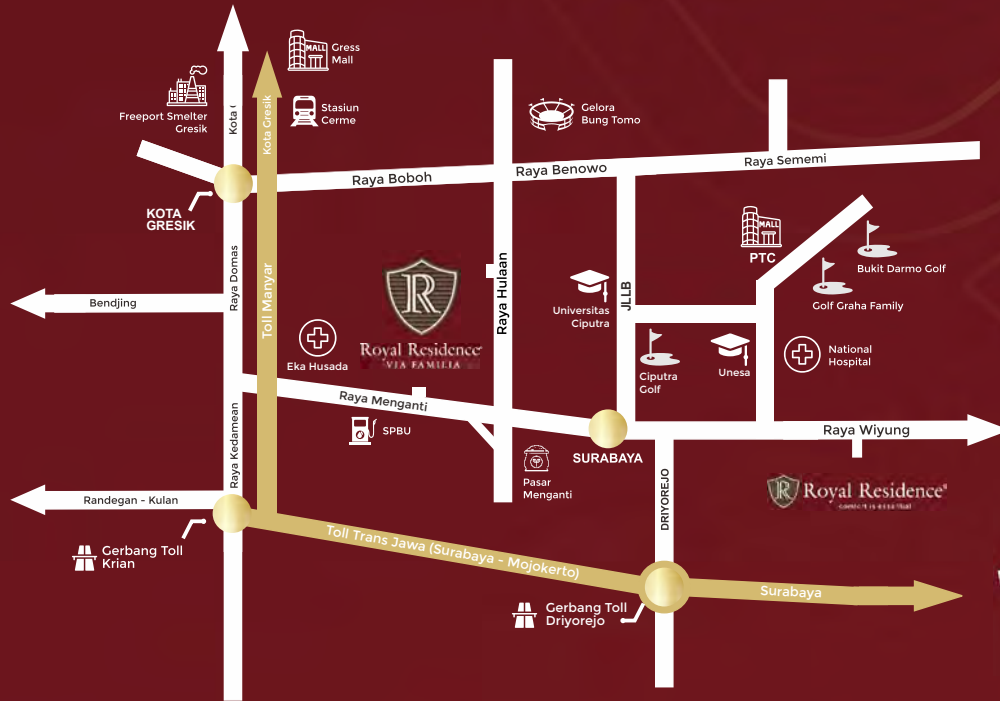 MALL
Gress
Mall
Freeport Smelter
Gresik
Kota
Kota Gresik
Stasiun
Cerme
Gelora
Bung Tomo
Raya Boboh
Raya Benowo
Raya Sememi
KOTA
GRESIK
MALL
PTC
Bukit Darmo Golf
Golf Graha Family
Raya Domas
Toll Manyar
Bendjing
R
Royal Residence
VIA FAMILIA
Raya Hulaan
Universitas
Ciputra
JLLB
Eka Husada
Ciputra
Golf
Unesa
National
Hospital
Raya Menganti
SPBU
Raya Kedamean
SURABAYA
Raya Wiyung
Pasar
Menganti
DRIYOREJO
R
Royal Residence
Randegan - Kulan
Gerbang Toll
Krian
Toll Trans Jawa (Surabaya - Mojokerto)
Surabaya
Gerbang Toll
Driyorejo